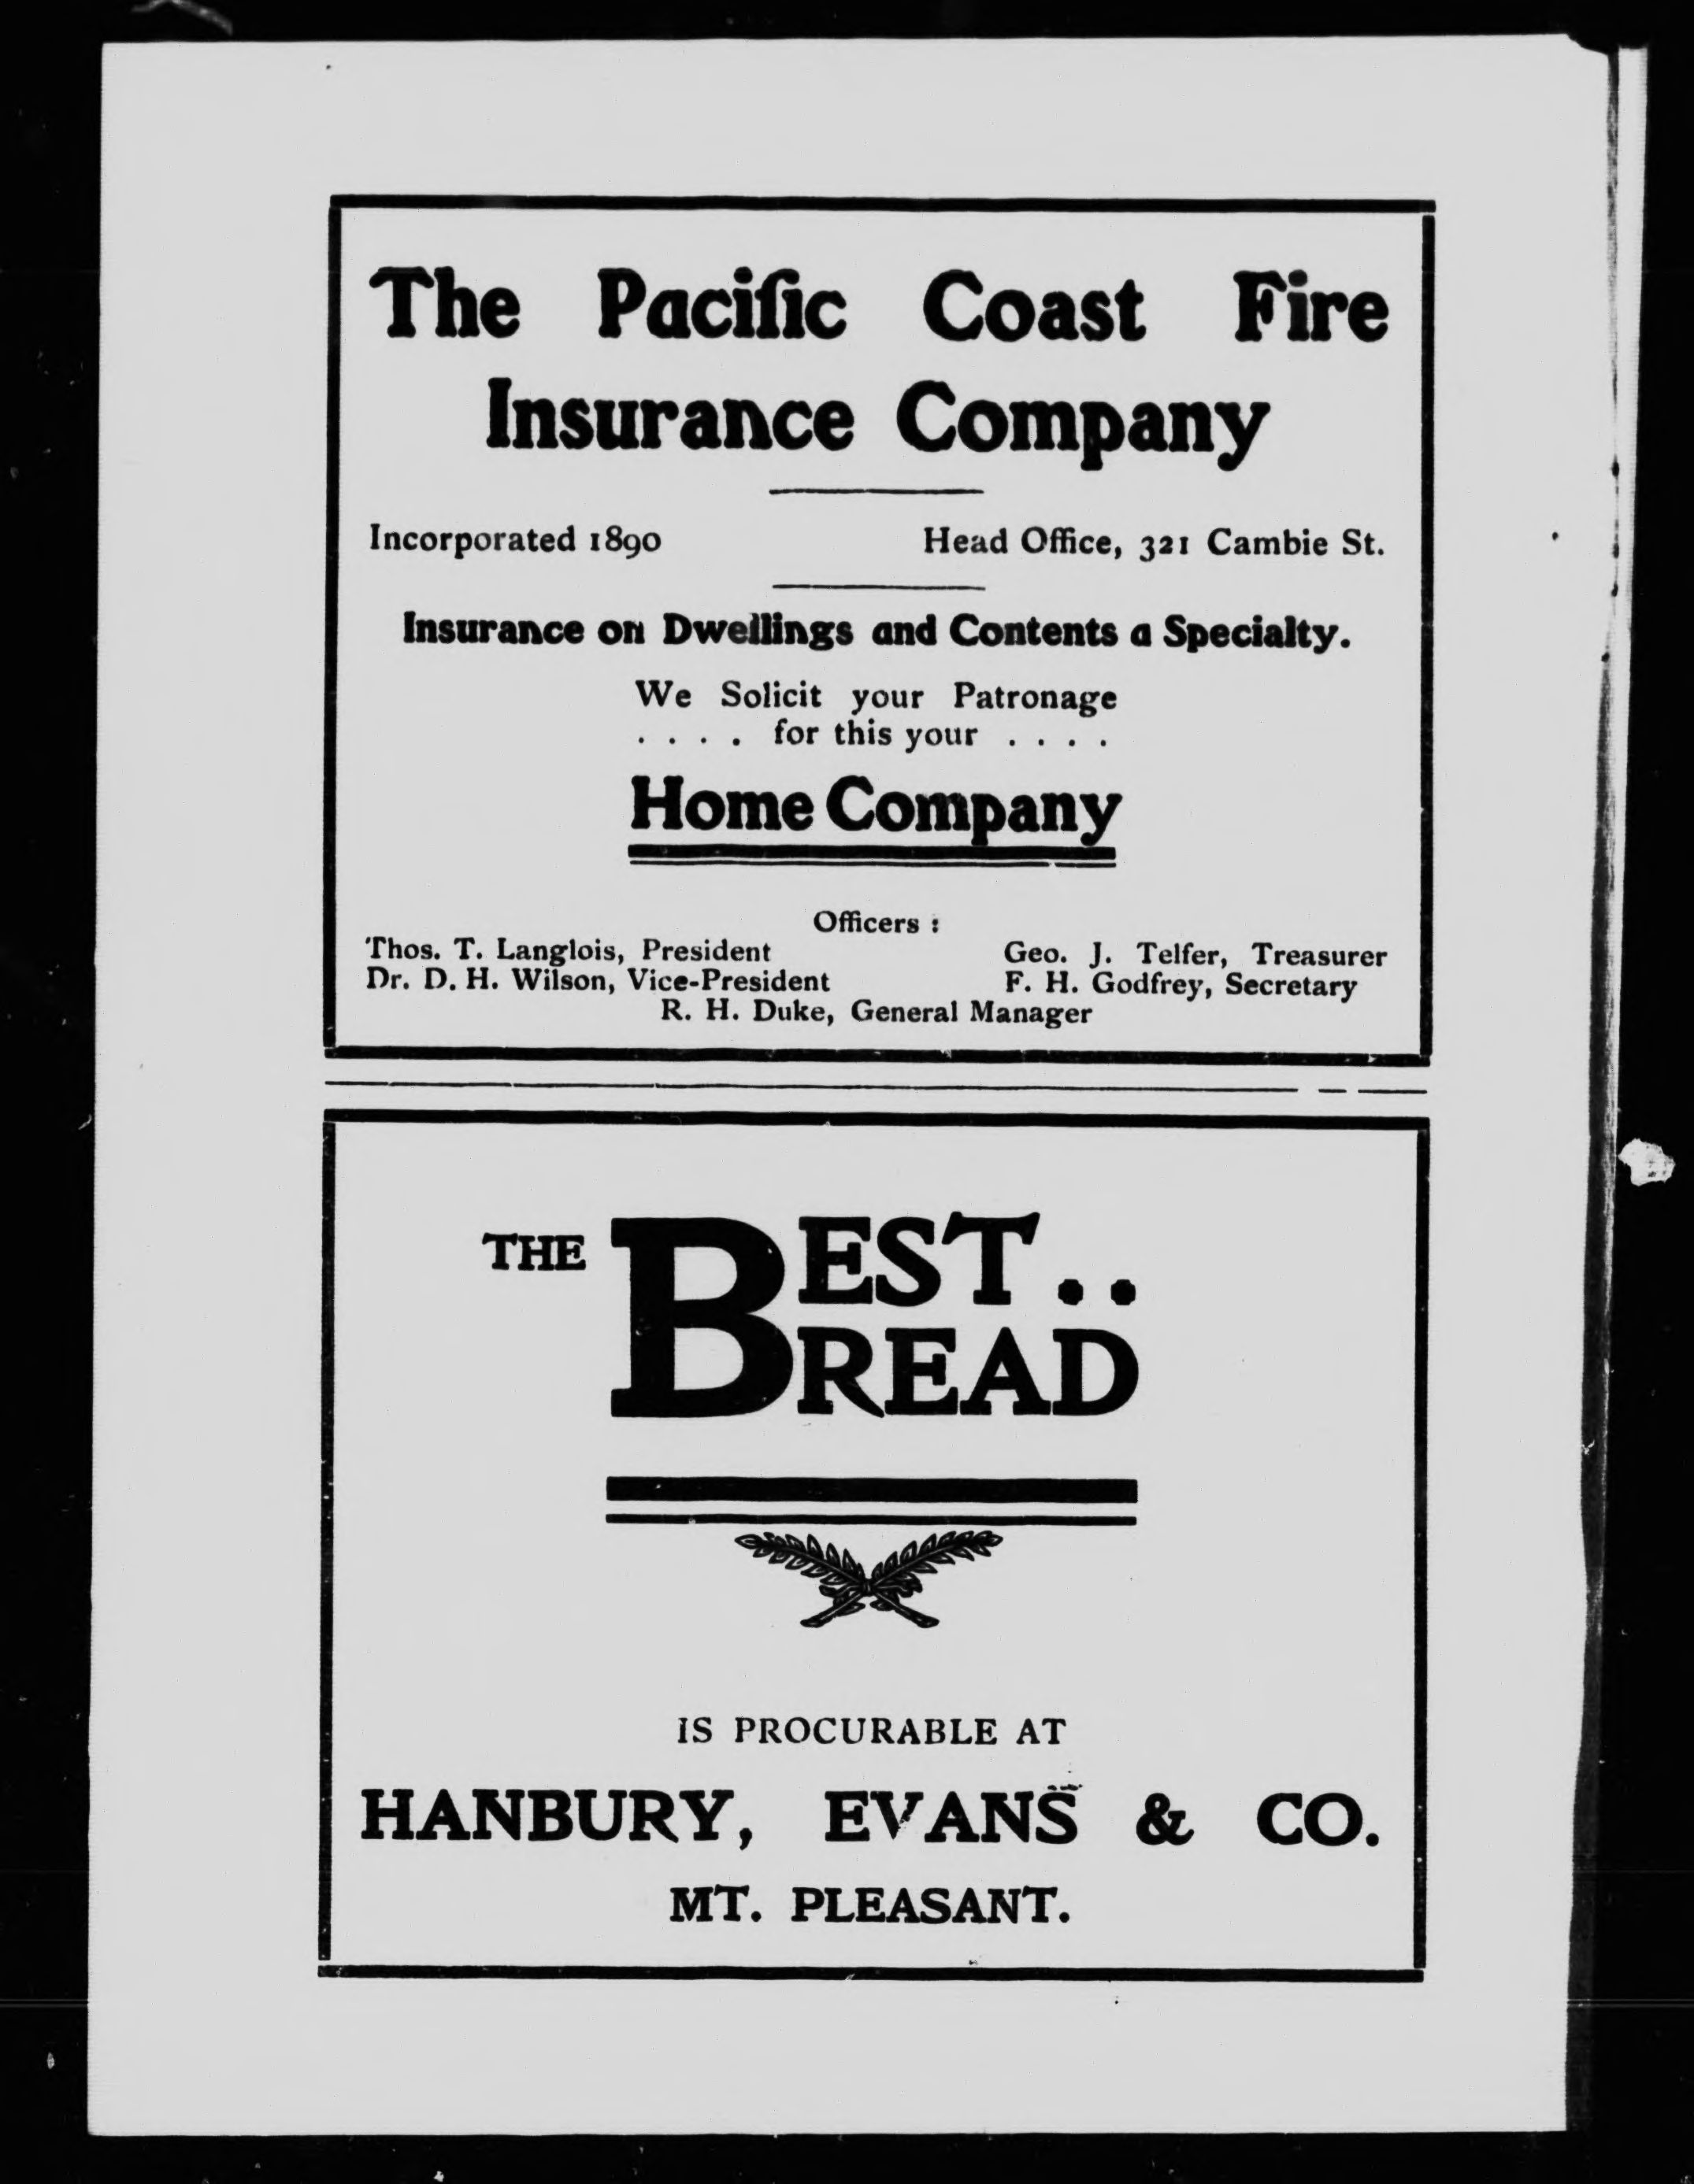 The Pacific Coast Fire
Insurance Company
Incorporated 1890 Head Office, 321 Cambie St.
Insurance on Dwellings and Contents a Specialty.
We Solicit your Patronage
. . . . for this your . . . .
Home Company
Officers :
Thos. T. Langlois, President Geo. J. Telfer, Treasurer
Dr. D. H. Wilson, Vice-President F. H. Godfrey, Secretary
R. H. Duke, General Manager
THE BEST . .
BREAD
IS PROCURABLE AT
HANBURY, EVANS & CO.
MT. PLEASANT.